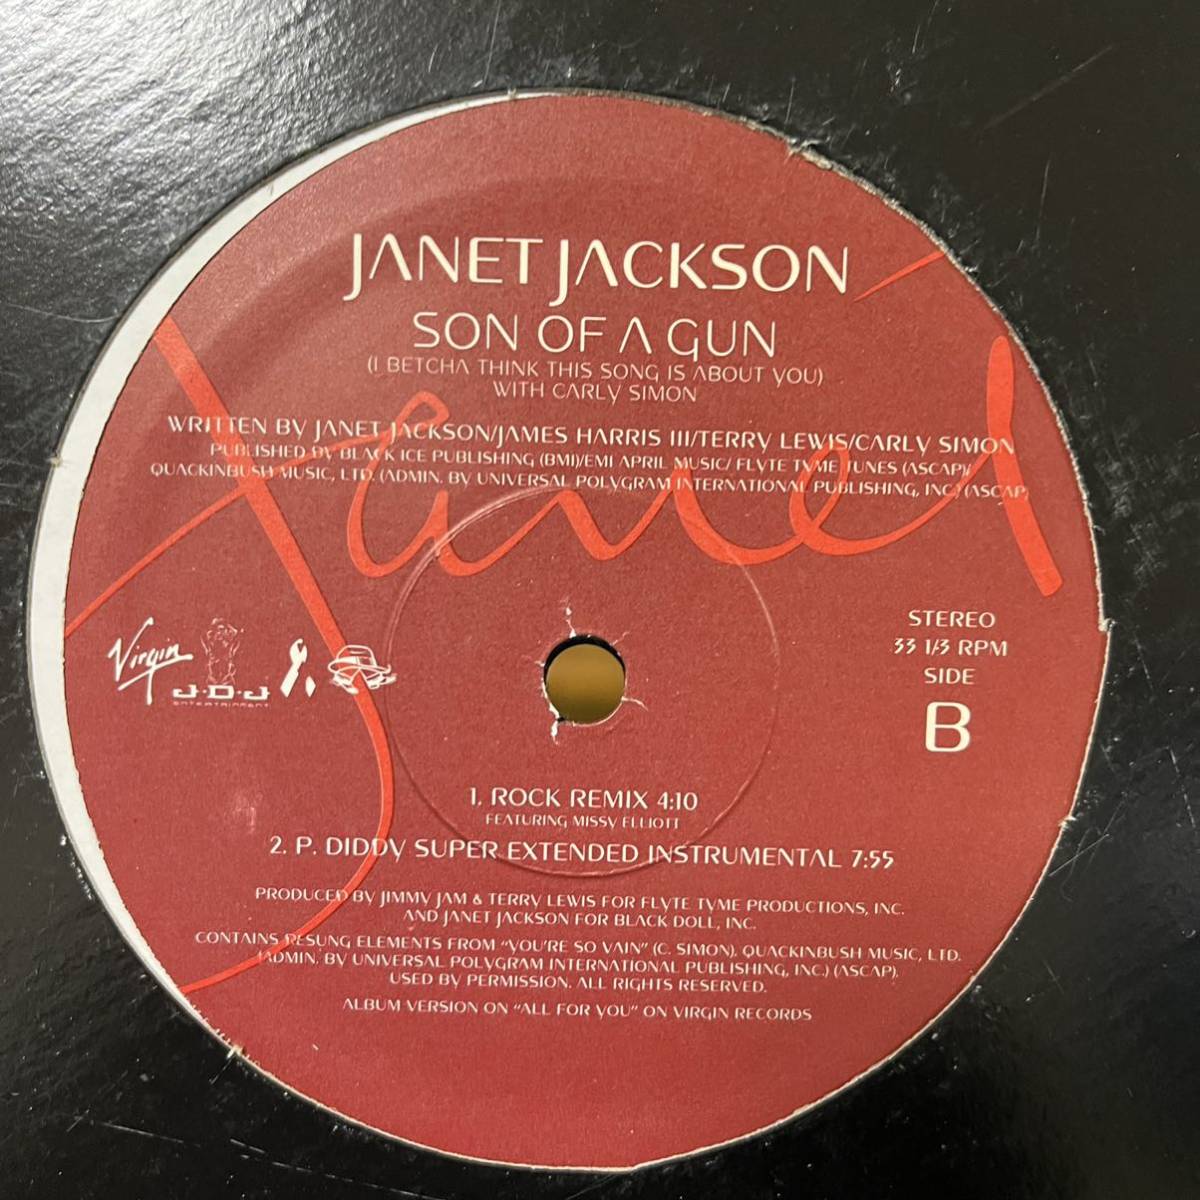 JANET JACKSON
SON OF A GUN
(I BETCHA THINK THIS SONG IS ABOUT YOU)
WITH CARLY SIMON
WRITTEN BY JANET JACKSON/JAMES HARRIS III/TERRY LEWIS/CARLY SIMON
PUBLISHED BY BLACK ICE PUBLISHING (BMI)/EMI APRIL MUSIC/ FLYTE TYME TUNES (ASCAP)/
QUACKINBUSH MUSIC, LTD. (ADMIN. BY UNIVERSAL POLYGRAM INTERNATIONAL PUBLISHING, INC.) (ASCAP)
Janet
Virgin
J•D•J
ENTERTAINMENT
STEREO
33 1/3 RPM
SIDE
B
1. ROCK REMIX 4:10
FEATURING MISSY ELLIOTT
2. P. DIDDY SUPER EXTENDED INSTRUMENTAL 7:55
PRODUCED BY JIMMY JAM & TERRY LEWIS FOR FLYTE TYME PRODUCTIONS, INC.
AND JANET JACKSON FOR BLACK DOLL, INC.
CONTAINS RESUNG ELEMENTS FROM "YOU'RE SO VAIN" (C. SIMON), QUACKINBUSH MUSIC, LTD.
(ADMIN. BY UNIVERSAL POLYGRAM INTERNATIONAL PUBLISHING, INC.) (ASCAP).
USED BY PERMISSION. ALL RIGHTS RESERVED.
ALBUM VERSION ON "ALL FOR YOU" ON VIRGIN RECORDS